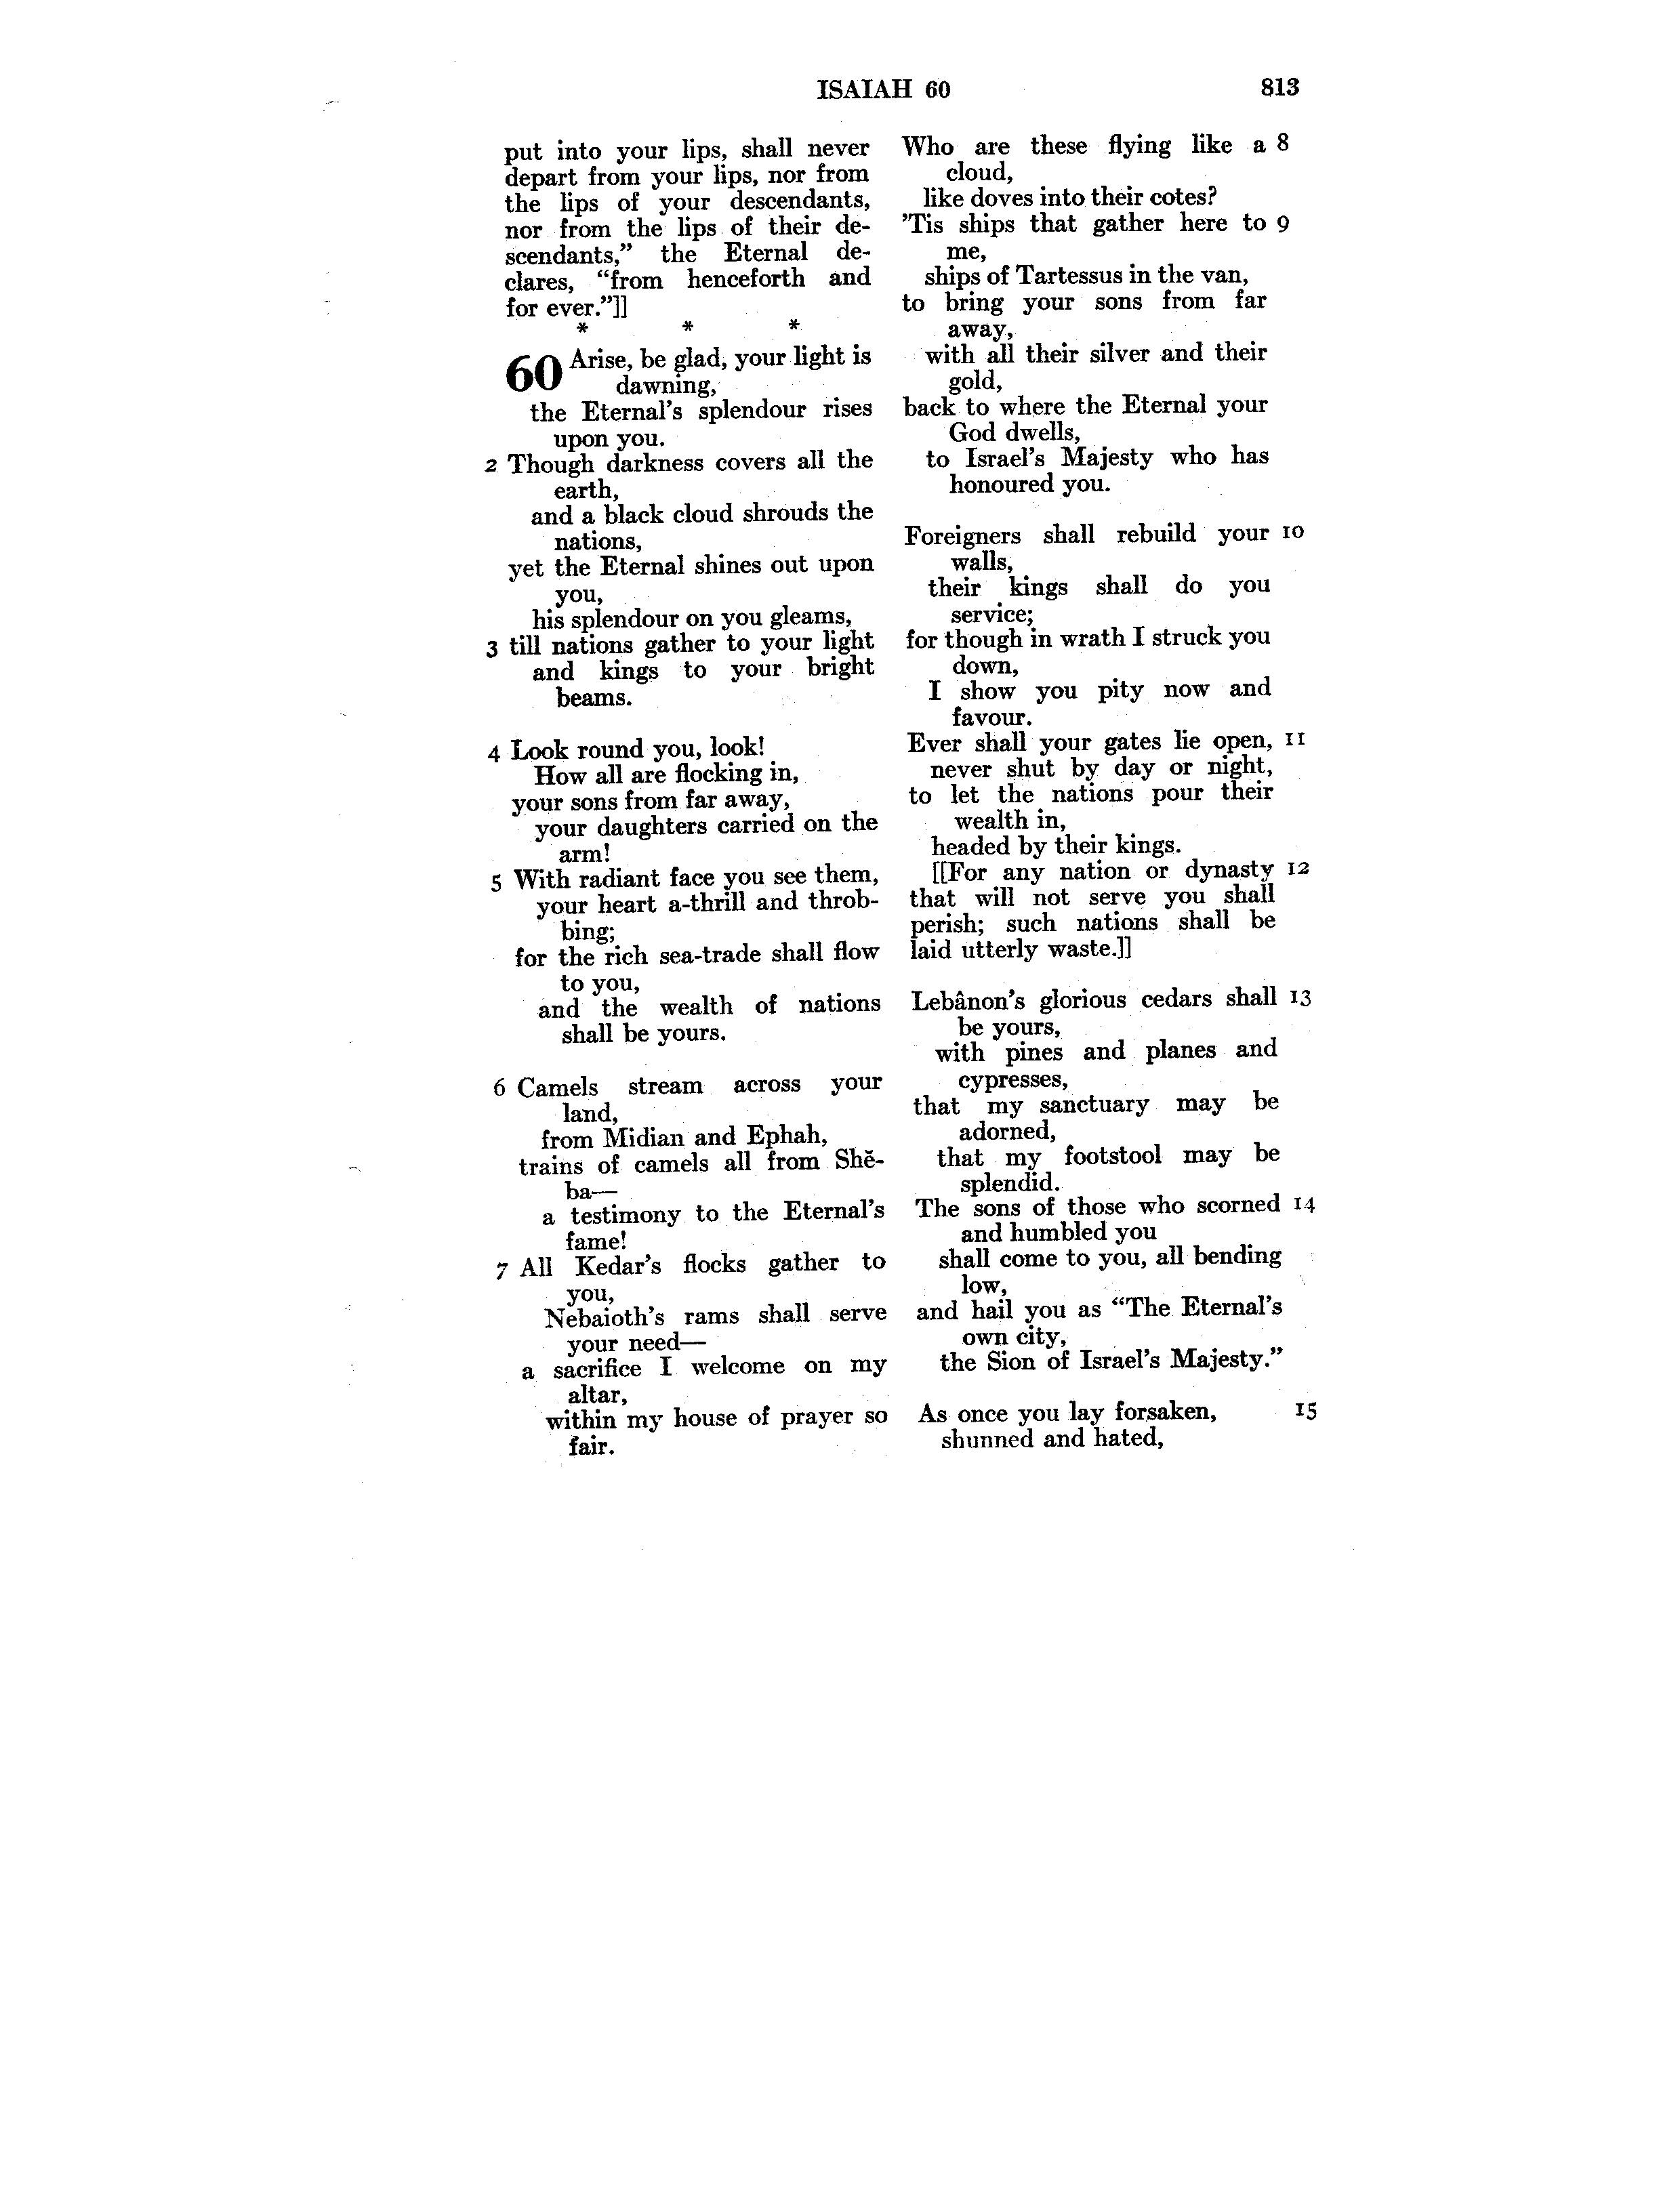 ISAIAH 60 813
put into your lips, shall never
depart from your lips, nor from
the lips of your descendants,
nor from the lips of their de-
scendants,” the Eternal de-
clares, “from henceforth and
for ever.”]]
* * *
60 Arise, be glad, your light is
dawning,
the Eternal’s splendour rises
upon you.
2 Though darkness covers all the
earth,
and a black cloud shrouds the
nations,
yet the Eternal shines out upon
you,
his splendour on you gleams,
3 till nations gather to your light
and kings to your bright
beams.
4 Look round you, look!
How all are flocking in,
your sons from far away,
your daughters carried on the
arm!
5 With radiant face you see them,
your heart a-thrill and throb-
bing;
for the rich sea-trade shall flow
to you,
and the wealth of nations
shall be yours.
6 Camels stream across your
land,
from Midian and Ephah,
trains of camels all from Shĕ-
ba—
a testimony to the Eternal’s
fame!
7 All Kedar’s flocks gather to
you,
Nebaioth’s rams shall serve
your need—
a sacrifice I welcome on my
altar,
within my house of prayer so
fair.
Who are these flying like a 8
cloud,
like doves into their cotes?
’Tis ships that gather here to 9
me,
ships of Tartessus in the van,
to bring your sons from far
away,
with all their silver and their
gold,
back to where the Eternal your
God dwells,
to Israel’s Majesty who has
honoured you.
Foreigners shall rebuild your 10
walls,
their kings shall do you
service;
for though in wrath I struck you
down,
I show you pity now and
favour.
Ever shall your gates lie open, 11
never shut by day or night,
to let the nations pour their
wealth in,
headed by their kings.
[[For any nation or dynasty 12
that will not serve you shall
perish; such nations shall be
laid utterly waste.]]
Lebânon’s glorious cedars shall 13
be yours,
with pines and planes and
cypresses,
that my sanctuary may be
adorned,
that my footstool may be
splendid.
The sons of those who scorned 14
and humbled you
shall come to you, all bending
low,
and hail you as “The Eternal’s
own city,
the Sion of Israel’s Majesty.”
As once you lay forsaken, 15
shunned and hated,